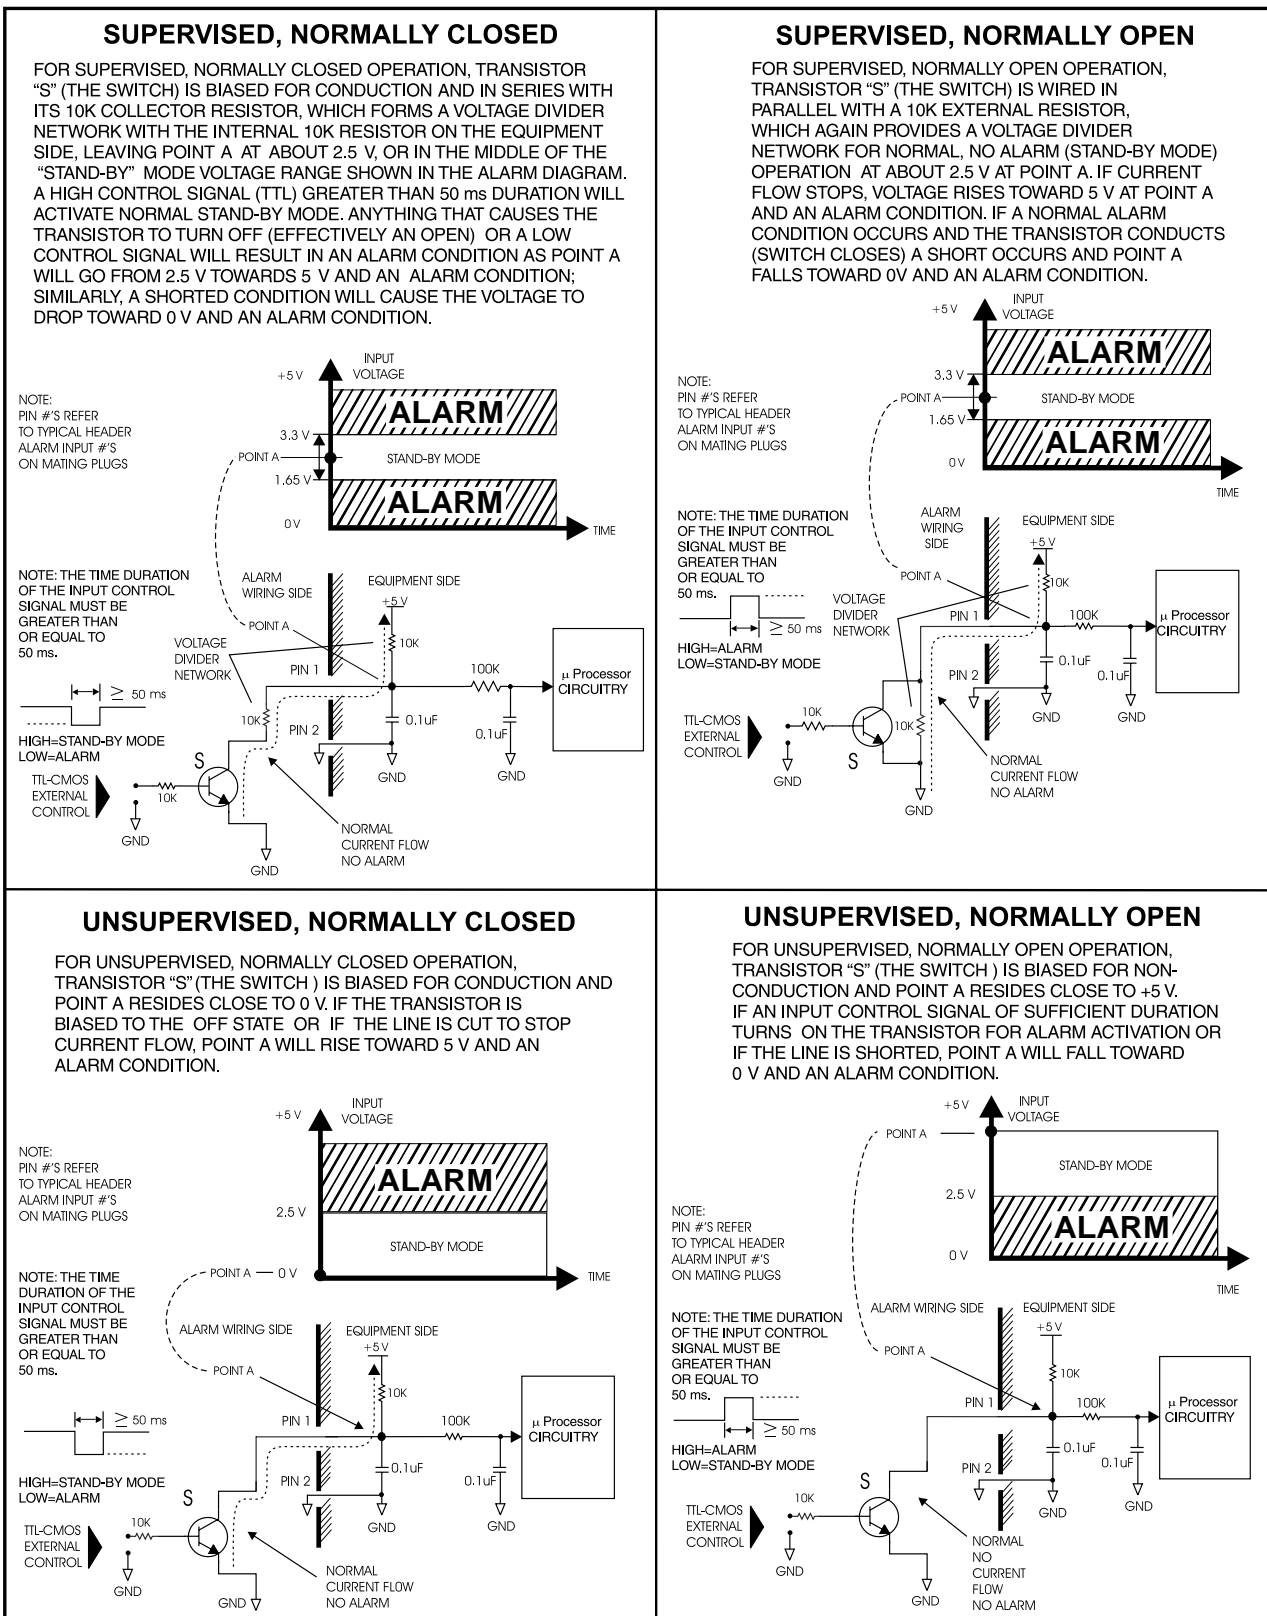 SUPERVISED, NORMALLY CLOSED
FOR SUPERVISED, NORMALLY CLOSED OPERATION, TRANSISTOR
“S” (THE SWITCH) IS BIASED FOR CONDUCTION AND IN SERIES WITH
ITS 10K COLLECTOR RESISTOR, WHICH FORMS A VOLTAGE DIVIDER
NETWORK WITH THE INTERNAL 10K RESISTOR ON THE EQUIPMENT
SIDE, LEAVING POINT A AT ABOUT 2.5 V, OR IN THE MIDDLE OF THE
“STAND-BY” MODE VOLTAGE RANGE SHOWN IN THE ALARM DIAGRAM.
A HIGH CONTROL SIGNAL (TTL) GREATER THAN 50 ms DURATION WILL
ACTIVATE NORMAL STAND-BY MODE. ANYTHING THAT CAUSES THE
TRANSISTOR TO TURN OFF (EFFECTIVELY AN OPEN) OR A LOW
CONTROL SIGNAL WILL RESULT IN AN ALARM CONDITION AS POINT A
WILL GO FROM 2.5 V TOWARDS 5 V AND AN ALARM CONDITION;
SIMILARLY, A SHORTED CONDITION WILL CAUSE THE VOLTAGE TO
DROP TOWARD 0 V AND AN ALARM CONDITION.
INPUT
VOLTAGE
+5 V
NOTE:
PIN #'S REFER
TO TYPICAL HEADER
ALARM INPUT #'S
ON MATING PLUGS
ALARM
3.3 V
POINT A
STAND-BY MODE
1.65 V
ALARM
0 V
TIME
NOTE: THE TIME DURATION
OF THE INPUT CONTROL
SIGNAL MUST BE
GREATER THAN
OR EQUAL TO
50 ms.
ALARM
WIRING SIDE
EQUIPMENT SIDE
+5 V
POINT A
VOLTAGE
DIVIDER
NETWORK
10K
PIN 1
100K
µ Processor
CIRCUITRY
≥ 50 ms
10K
PIN 2
0.1uF
0.1uF
HIGH=STAND-BY MODE
LOW=ALARM
S
GND
GND
TTL-CMOS
EXTERNAL
CONTROL
10K
GND
NORMAL
CURRENT FLOW
NO ALARM
GND
SUPERVISED, NORMALLY OPEN
FOR SUPERVISED, NORMALLY OPEN OPERATION,
TRANSISTOR “S” (THE SWITCH) IS WIRED IN
PARALLEL WITH A 10K EXTERNAL RESISTOR,
WHICH AGAIN PROVIDES A VOLTAGE DIVIDER
NETWORK FOR NORMAL, NO ALARM (STAND-BY MODE)
OPERATION AT ABOUT 2.5 V AT POINT A. IF CURRENT
FLOW STOPS, VOLTAGE RISES TOWARD 5 V AT POINT A
AND AN ALARM CONDITION. IF A NORMAL ALARM
CONDITION OCCURS AND THE TRANSISTOR CONDUCTS
(SWITCH CLOSES) A SHORT OCCURS AND POINT A
FALLS TOWARD 0V AND AN ALARM CONDITION.
INPUT
VOLTAGE
+5 V
ALARM
3.3 V
NOTE:
PIN #'S REFER
TO TYPICAL HEADER
ALARM INPUT #'S
ON MATING PLUGS
POINT A
STAND-BY MODE
1.65 V
ALARM
0 V
TIME
NOTE: THE TIME DURATION
OF THE INPUT CONTROL
SIGNAL MUST BE
GREATER THAN
OR EQUAL TO
50 ms.
ALARM
WIRING
SIDE
EQUIPMENT SIDE
+5 V
POINT A
10K
VOLTAGE
DIVIDER
NETWORK
PIN 1
100K
µ Processor
CIRCUITRY
≥ 50 ms
HIGH=ALARM
LOW=STAND-BY MODE
0.1uF
PIN 2
0.1uF
10K
10K
GND
GND
TTL-CMOS
EXTERNAL
CONTROL
S
GND
NORMAL
CURRENT FLOW
NO ALARM
GND
UNSUPERVISED, NORMALLY CLOSED
FOR UNSUPERVISED, NORMALLY CLOSED OPERATION,
TRANSISTOR “S” (THE SWITCH ) IS BIASED FOR CONDUCTION AND
POINT A RESIDES CLOSE TO 0 V. IF THE TRANSISTOR IS
BIASED TO THE OFF STATE OR IF THE LINE IS CUT TO STOP
CURRENT FLOW, POINT A WILL RISE TOWARD 5 V AND AN
ALARM CONDITION.
+5 V
INPUT
VOLTAGE
NOTE:
PIN #'S REFER
TO TYPICAL HEADER
ALARM INPUT #'S
ON MATING PLUGS
ALARM
2.5 V
STAND-BY MODE
POINT A
0 V
TIME
NOTE: THE TIME
DURATION OF THE
INPUT CONTROL
SIGNAL MUST BE
GREATER THAN
OR EQUAL TO
50 ms.
ALARM WIRING SIDE
EQUIPMENT SIDE
+5 V
POINT A
10K
PIN 1
100K
µ Processor
CIRCUITRY
≥ 50 ms
PIN 2
0.1uF
0.1uF
HIGH=STAND-BY MODE
LOW=ALARM
S
GND
GND
TTL-CMOS
EXTERNAL
CONTROL
10K
GND
NORMAL
CURRENT FLOW
NO ALARM
GND
UNSUPERVISED, NORMALLY OPEN
FOR UNSUPERVISED, NORMALLY OPEN OPERATION,
TRANSISTOR “S” (THE SWITCH ) IS BIASED FOR NON-
CONDUCTION AND POINT A RESIDES CLOSE TO +5 V.
IF AN INPUT CONTROL SIGNAL OF SUFFICIENT DURATION
TURNS ON THE TRANSISTOR FOR ALARM ACTIVATION OR
IF THE LINE IS SHORTED, POINT A WILL FALL TOWARD
0 V AND AN ALARM CONDITION.
+5 V
INPUT
VOLTAGE
POINT A
STAND-BY MODE
2.5 V
ALARM
0 V
NOTE:
PIN #'S REFER
TO TYPICAL HEADER
ALARM INPUT #'S
ON MATING PLUGS
TIME
NOTE: THE TIME DURATION
OF THE INPUT CONTROL
SIGNAL MUST BE
GREATER THAN
OR EQUAL TO
50 ms.
ALARM WIRING SIDE
EQUIPMENT SIDE
+5 V
POINT A
10K
PIN 1
100K
µ Processor
CIRCUITRY
≥ 50 ms
HIGH=ALARM
LOW=STAND-BY MODE
0.1uF
PIN 2
0.1uF
S
10K
GND
GND
TTL-CMOS
EXTERNAL
CONTROL
GND
NORMAL
NO
CURRENT
FLOW
NO ALARM
GND